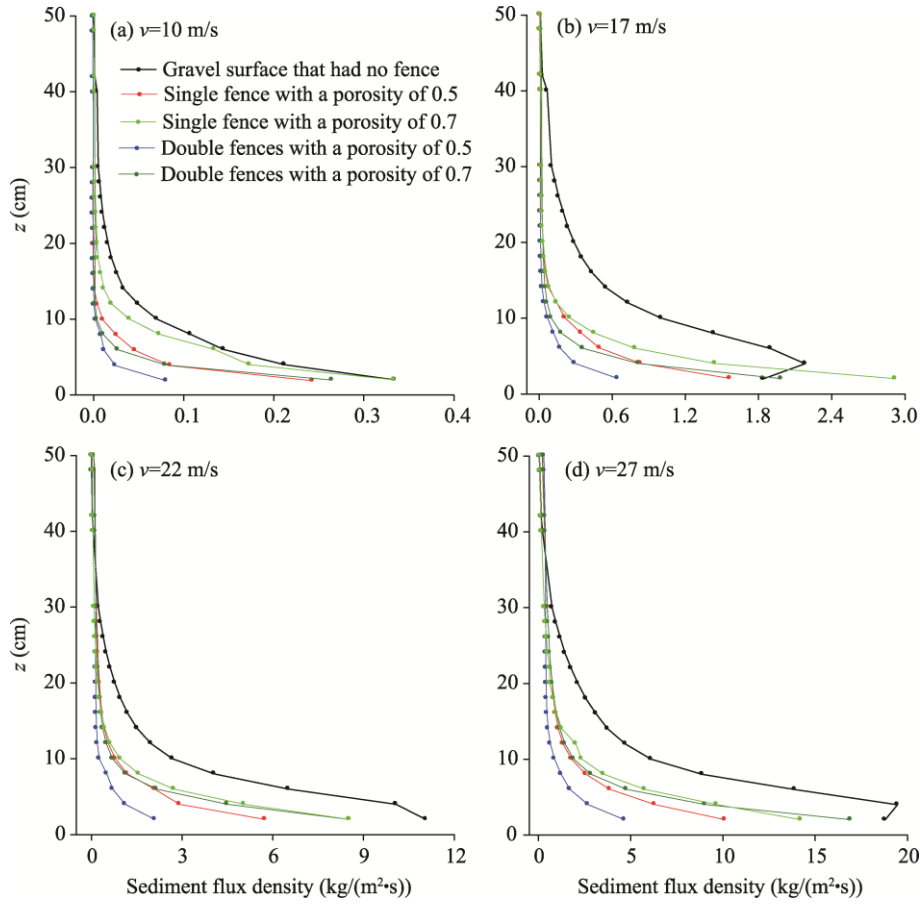 (a) v=10 m/s
(b) v=17 m/s
Gravel surface that had no fence
Single fence with a porosity of 0.5
Single fence with a porosity of 0.7
Double fences with a porosity of 0.5
Double fences with a porosity of 0.7
z (cm)
50
40
30
20
10
0
0.0 0.1 0.2 0.3 0.4
50
40
30
20
10
0
0.0 0.6 1.2 1.8 2.4 3.0
(c) v=22 m/s
(d) v=27 m/s
z (cm)
50
40
30
20
10
0
0 3 6 9 12
50
40
30
20
10
0
0 5 10 15 20
Sediment flux density (kg/(m²•s))
Sediment flux density (kg/(m²•s))